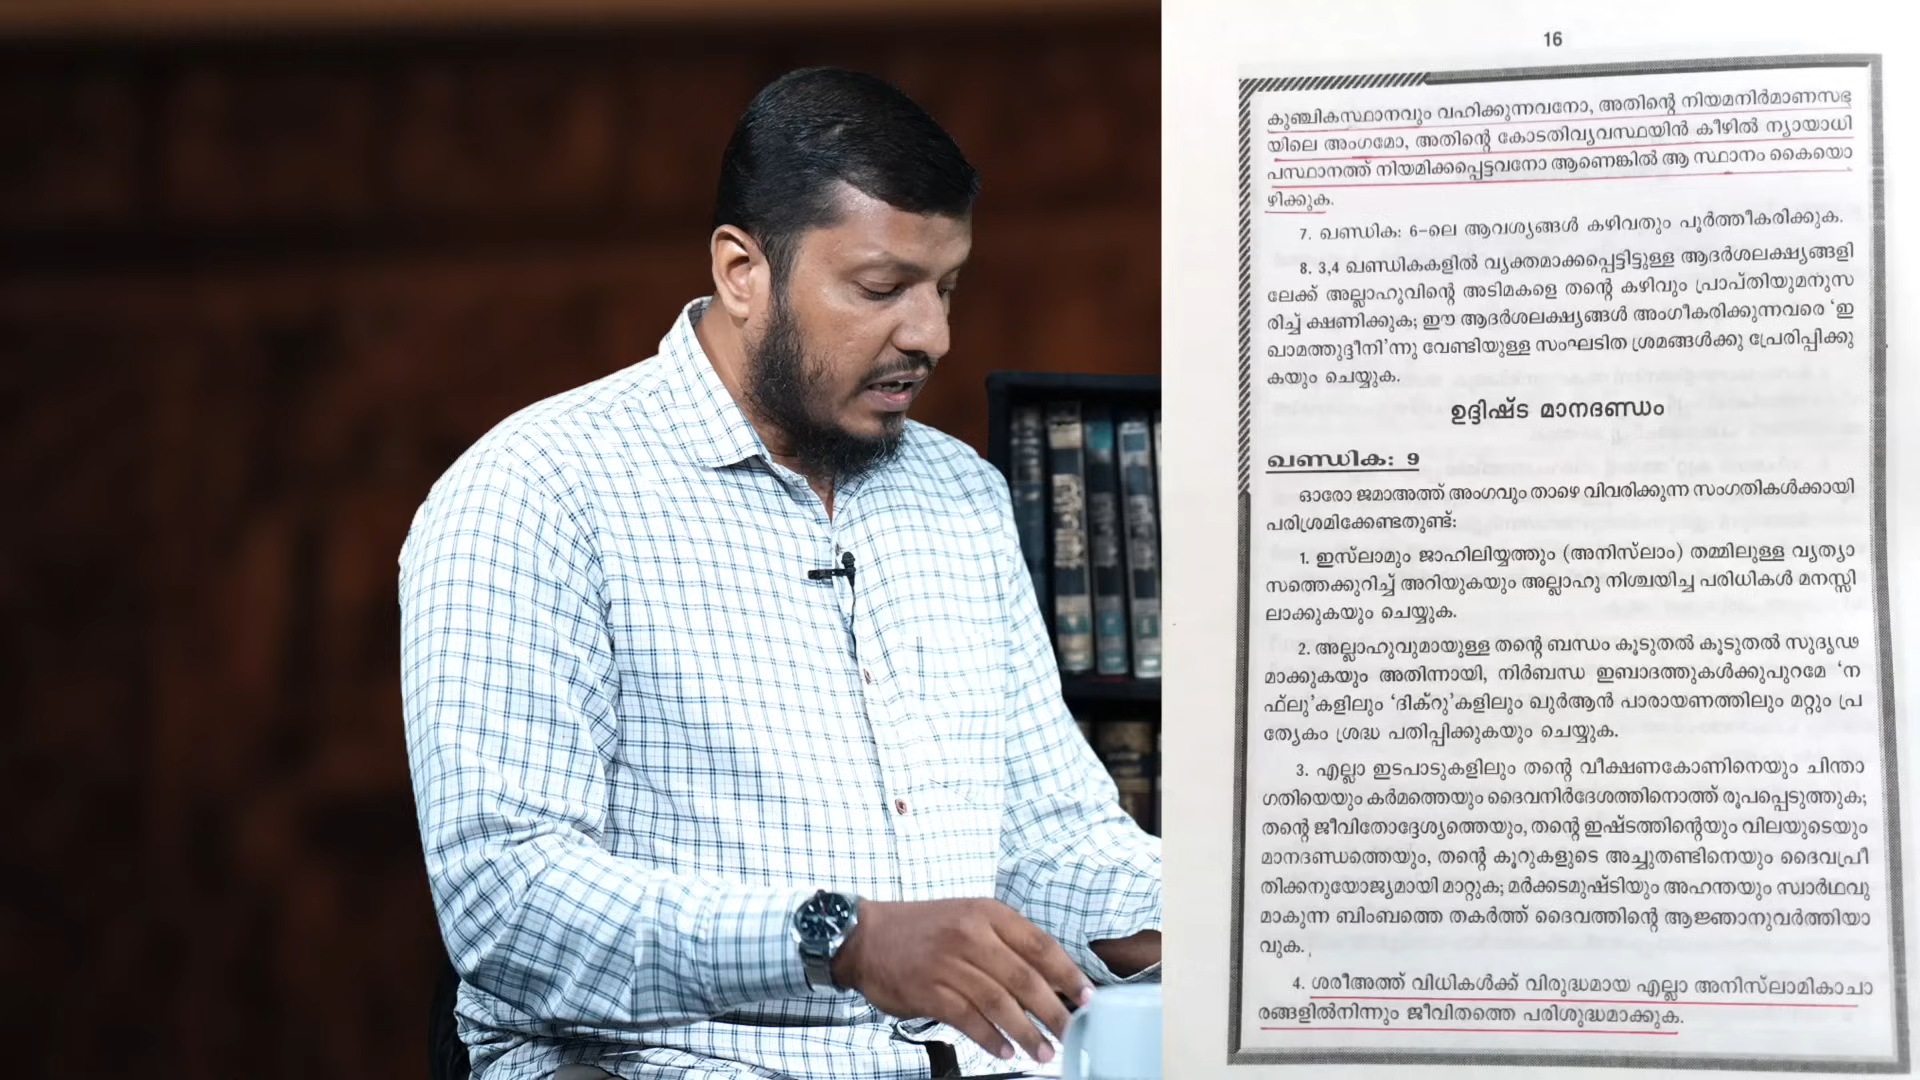 16
കുഞ്ചികസ്ഥാനവും വഹിക്കുന്നവനോ, അതിന്റെ നിയമനിർമാണസഭ
യിലെ അംഗമോ, അതിന്റെ കോടതിവ്യവസ്ഥയിൻ കീഴിൽ ന്യായാധി
പസ്ഥാനത്ത് നിയമിക്കപ്പെട്ടവനോ ആണെങ്കിൽ ആ സ്ഥാനം കൈയൊ
ഴിക്കുക.
7. ഖണ്ഡിക: 6-ലെ ആവശ്യങ്ങൾ കഴിവതും പൂർത്തീകരിക്കുക.
8. 3,4 ഖണ്ഡികകളിൽ വ്യക്തമാക്കപ്പെട്ടിട്ടുള്ള ആദർശലക്ഷ്യങ്ങളി
ലേക്ക് അല്ലാഹുവിന്റെ അടിമകളെ തന്റെ കഴിവും പ്രാപ്തിയുമനുസ
രിച്ച് ക്ഷണിക്കുക; ഈ ആദർശലക്ഷ്യങ്ങൾ അംഗീകരിക്കുന്നവരെ ‘ഇ
ഖാമത്തുദ്ദീനി’ന്നു വേണ്ടിയുള്ള സംഘടിത ശ്രമങ്ങൾക്കു പ്രേരിപ്പിക്കു
കയും ചെയ്യുക.
ഉദ്ദിഷ്ട മാനദണ്ഡം
ഖണ്ഡിക: 9
ഓരോ ജമാഅത്ത് അംഗവും താഴെ വിവരിക്കുന്ന സംഗതികൾക്കായി
പരിശ്രമിക്കേണ്ടതുണ്ട്:
1. ഇസ്‌ലാമും ജാഹിലിയ്യത്തും (അനിസ്‌ലാം) തമ്മിലുള്ള വ്യത്യാ
സത്തെക്കുറിച്ച് അറിയുകയും അല്ലാഹു നിശ്ചയിച്ച പരിധികൾ മനസ്സി
ലാക്കുകയും ചെയ്യുക.
2. അല്ലാഹുവുമായുള്ള തന്റെ ബന്ധം കൂടുതൽ കൂടുതൽ സുദൃഢ
മാക്കുകയും അതിന്നായി, നിർബന്ധ ഇബാദത്തുകൾക്കുപുറമേ ‘ന
ഫ്‌ലു’കളിലും ‘ദിക്റു’കളിലും ഖുർആൻ പാരായണത്തിലും മറ്റും പ്ര
ത്യേകം ശ്രദ്ധ പതിപ്പിക്കുകയും ചെയ്യുക.
3. എല്ലാ ഇടപാടുകളിലും തന്റെ വീക്ഷണകോണിനെയും ചിന്താ
ഗതിയെയും കർമത്തെയും ദൈവനിർദേശത്തിനൊത്ത് രൂപപ്പെടുത്തുക;
തന്റെ ജീവിതോദ്ദേശ്യത്തെയും, തന്റെ ഇഷ്ടത്തിന്റെയും വിലയുടെയും
മാനദണ്ഡത്തെയും, തന്റെ കൂറുകളുടെ അച്ചുതണ്ടിനെയും ദൈവപ്രീ
തിക്കനുയോജ്യമായി മാറ്റുക; മർക്കടമുഷ്ടിയും അഹന്തയും സ്വാർഥവു
മാകുന്ന ബിംബത്തെ തകർത്ത് ദൈവത്തിന്റെ ആജ്ഞാനുവർത്തിയാ
വുക.
4. ശരീഅത്ത് വിധികൾക്ക് വിരുദ്ധമായ എല്ലാ അനിസ്‌ലാമികാചാ
രങ്ങളിൽനിന്നും ജീവിതത്തെ പരിശുദ്ധമാക്കുക.